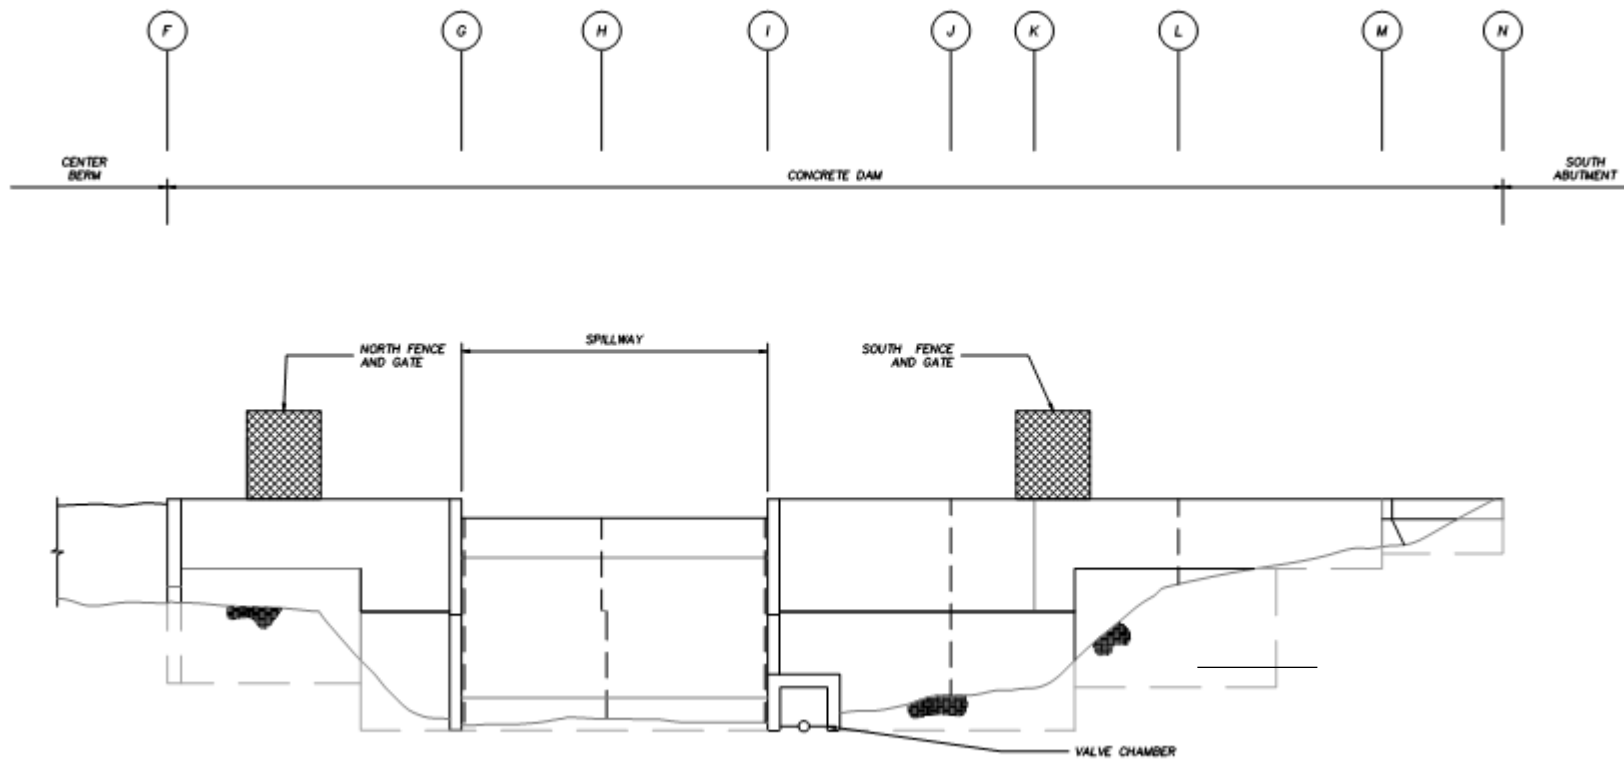 F G H I J K L M N
CENTER
BERM
CONCRETE DAM
SOUTH
ABUTMENT
NORTH FENCE
AND GATE
SPILLWAY
SOUTH FENCE
AND GATE
VALVE CHAMBER